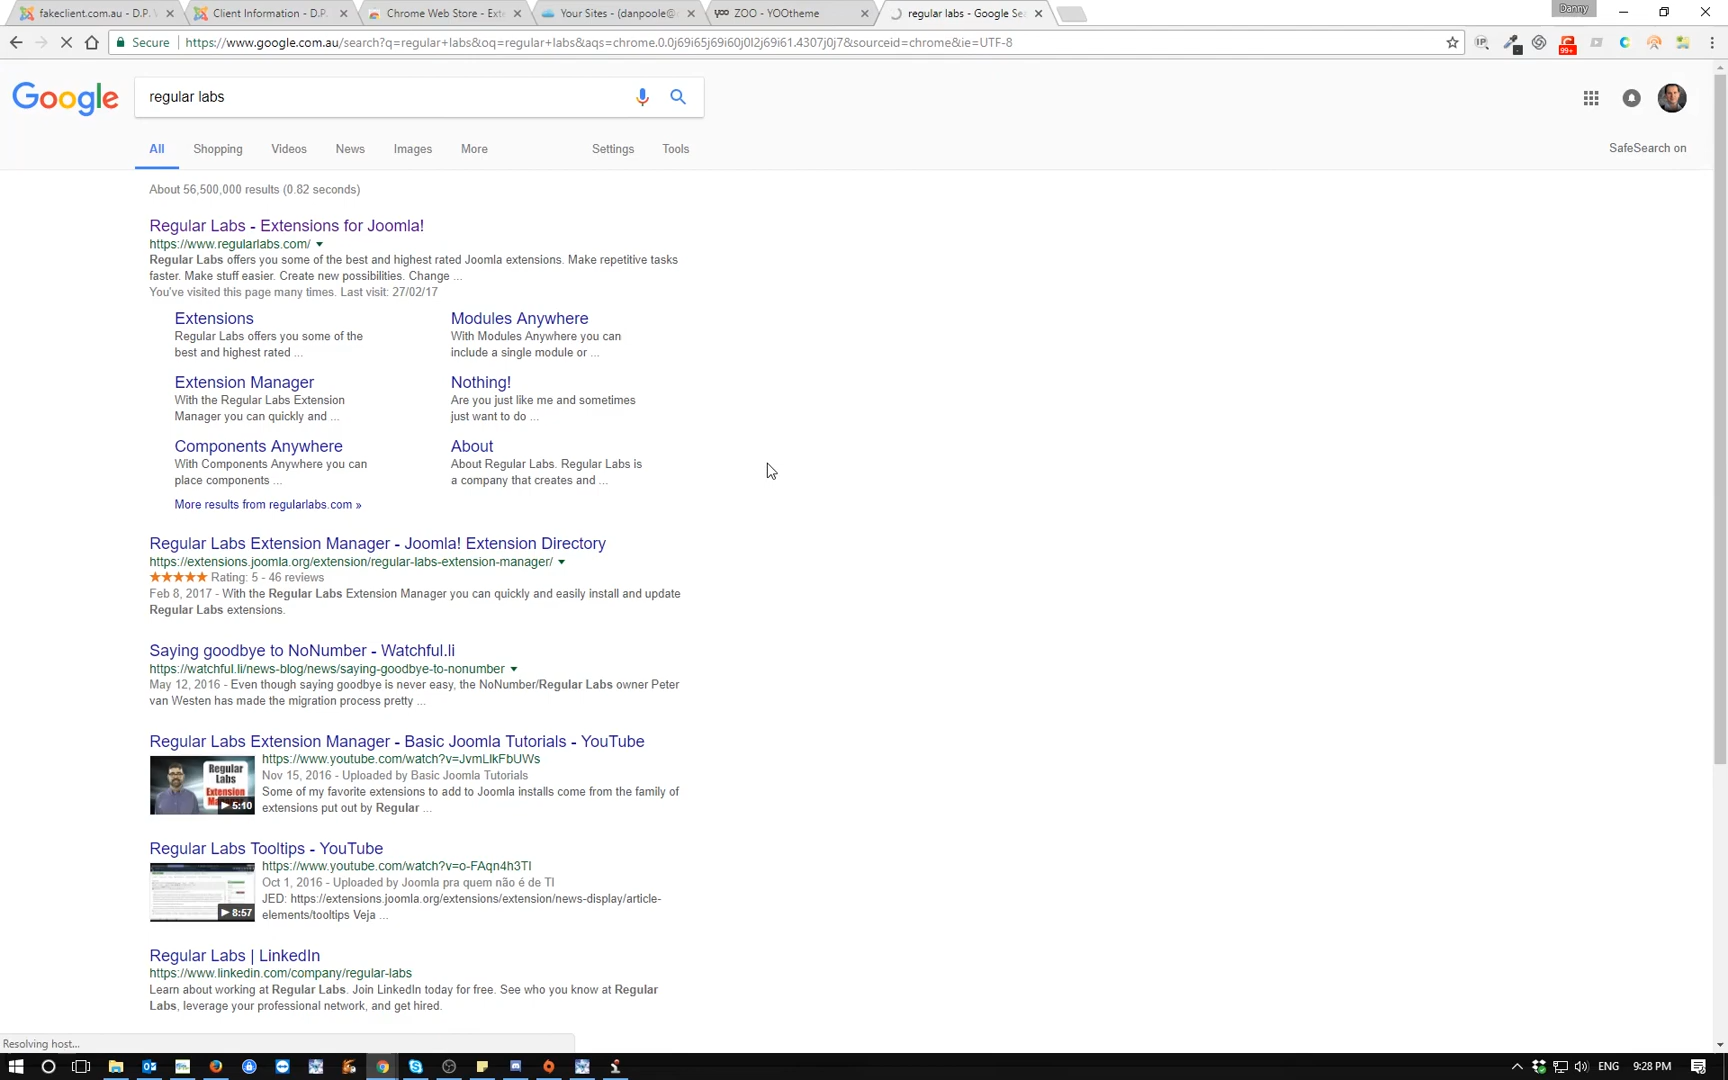 fakeclient.com.au - D.P.
Client Information - D.P.
Chrome Web Store - Exte
Your Sites - (danpoole@
yoo ZOO - YOOtheme
regular labs - Google Se
Danny
Secure https://www.google.com.au/search?q=regular+labs&oq=regular+labs&aqs=chrome.0.0j69i65j69i60j0l2j69i61.4307j0j7&sourceid=chrome&ie=UTF-8
IP
99+
Google
regular labs
All Shopping Videos News Images More Settings Tools
SafeSearch on
About 56,500,000 results (0.82 seconds)
Regular Labs - Extensions for Joomla!
https://www.regularlabs.com/
Regular Labs offers you some of the best and highest rated Joomla extensions. Make repetitive tasks
faster. Make stuff easier. Create new possibilities. Change ...
You've visited this page many times. Last visit: 27/02/17
Extensions
Regular Labs offers you some of the
best and highest rated ...
Modules Anywhere
With Modules Anywhere you can
include a single module or ...
Extension Manager
With the Regular Labs Extension
Manager you can quickly and ...
Nothing!
Are you just like me and sometimes
just want to do ...
Components Anywhere
With Components Anywhere you can
place components ...
About
About Regular Labs. Regular Labs is
a company that creates and ...
More results from regularlabs.com »
Regular Labs Extension Manager - Joomla! Extension Directory
https://extensions.joomla.org/extension/regular-labs-extension-manager/
Rating: 5 - 46 reviews
Feb 8, 2017 - With the Regular Labs Extension Manager you can quickly and easily install and update
Regular Labs extensions.
Saying goodbye to NoNumber - Watchful.li
https://watchful.li/news-blog/news/saying-goodbye-to-nonumber
May 12, 2016 - Even though saying goodbye is never easy, the NoNumber/Regular Labs owner Peter
van Westen has made the migration process pretty ...
Regular Labs Extension Manager - Basic Joomla Tutorials - YouTube
https://www.youtube.com/watch?v=JvmLlkFbUWs
Nov 15, 2016 - Uploaded by Basic Joomla Tutorials
Some of my favorite extensions to add to Joomla installs come from the family of
extensions put out by Regular ...
Regular
Labs
Extension
5:10
Regular Labs Tooltips - YouTube
https://www.youtube.com/watch?v=o-FAqn4h3TI
Oct 1, 2016 - Uploaded by Joomla pra quem não é de TI
JED: https://extensions.joomla.org/extensions/extension/news-display/article-
elements/tooltips Veja ...
8:57
Regular Labs | LinkedIn
https://www.linkedin.com/company/regular-labs
Learn about working at Regular Labs. Join LinkedIn today for free. See who you know at Regular
Labs, leverage your professional network, and get hired.
Resolving host...
ENG 9:28 PM